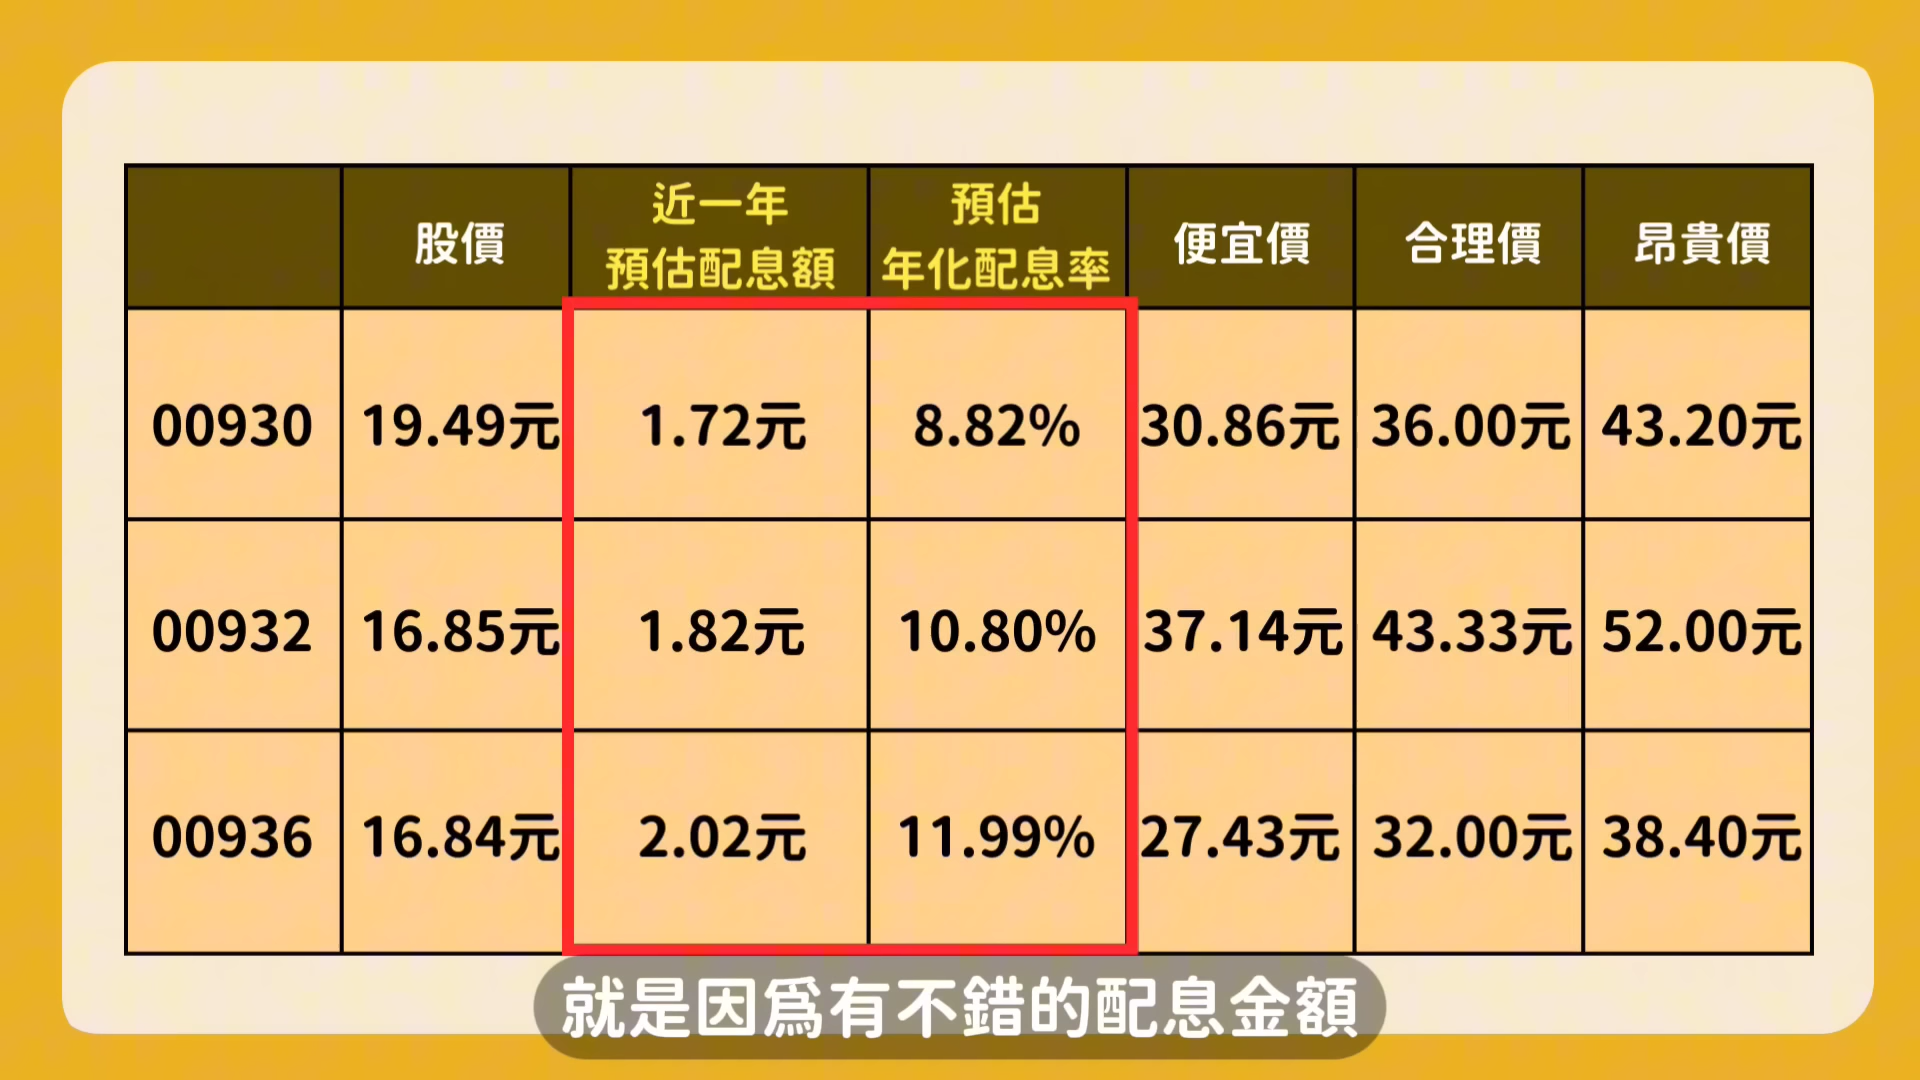 股價
近一年
預估配息額
預估
年化配息率
便宜價
合理價
昂貴價
00930 19.49元 1.72元 8.82% 30.86元 36.00元 43.20元
00932 16.85元 1.82元 10.80% 37.14元 43.33元 52.00元
00936 16.84元 2.02元 11.99% 27.43元 32.00元 38.40元
就是因爲有不錯的配息金額